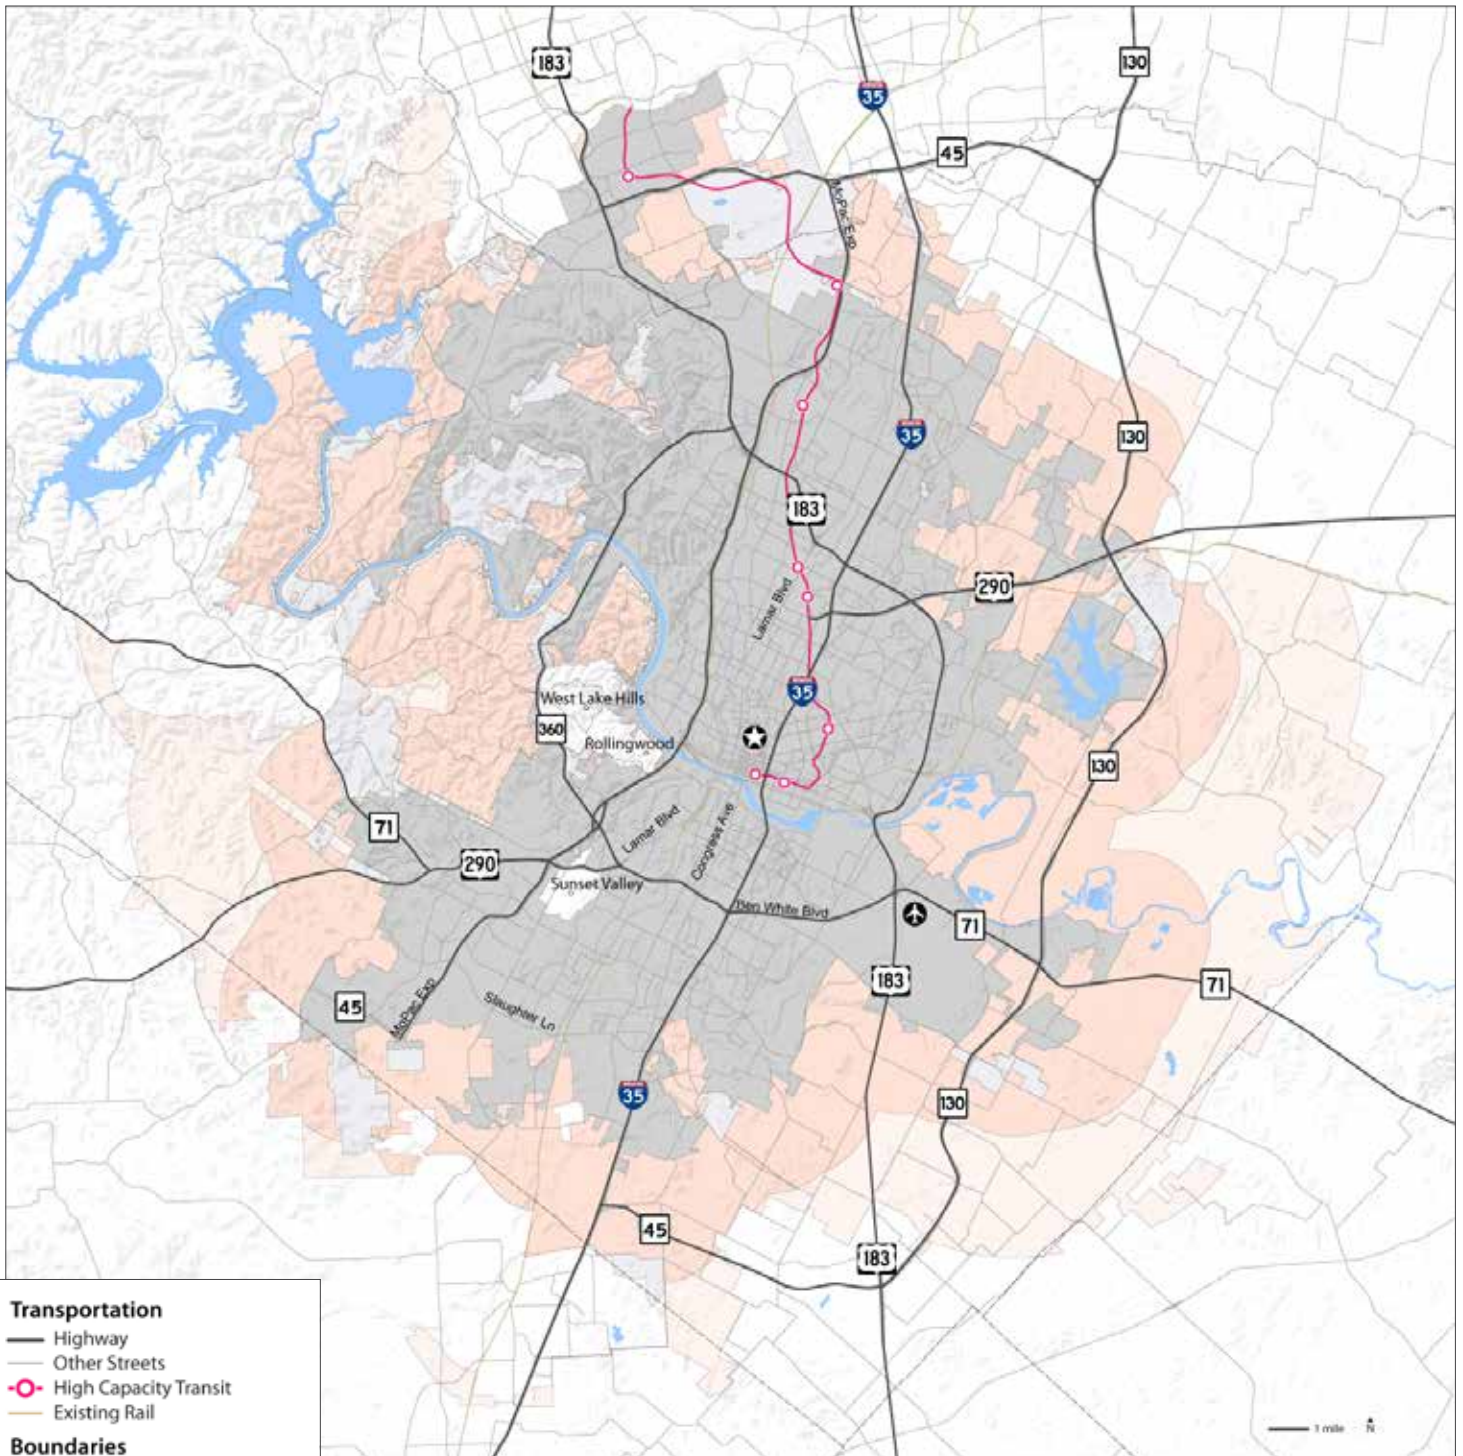 183
130
35
45
MoPac Exp
35
130
183
290
Lamar Blvd
35
West Lake Hills
360
Rollingwood
130
Lamar Blvd
Congress Ave
71
290
Sunset Valley
Ben White Blvd
71
183
71
45
MoPac Exp
Slaughter Ln
35
130
45
183
Transportation
Highway
Other Streets
High Capacity Transit
Existing Rail
Boundaries
1 mile
N